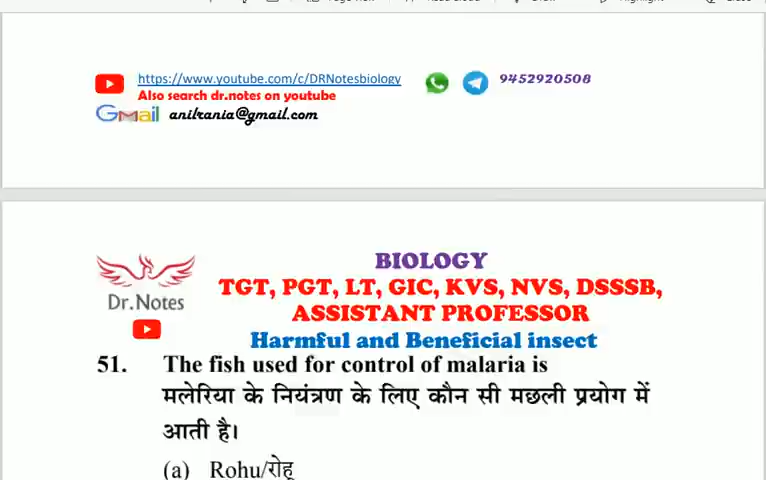 https://www.youtube.com/c/DRNotesbiology
Also search dr.notes on youtube
9452920508
Gmail anilrania@gmail.com
Dr.Notes
BIOLOGY
TGT, PGT, LT, GIC, KVS, NVS, DSSSB,
ASSISTANT PROFESSOR
Harmful and Beneficial insect
51. The fish used for control of malaria is
मलेरिया के नियंत्रण के लिए कौन सी मछली प्रयोग में
आती है।
(a) Rohu/रोहू